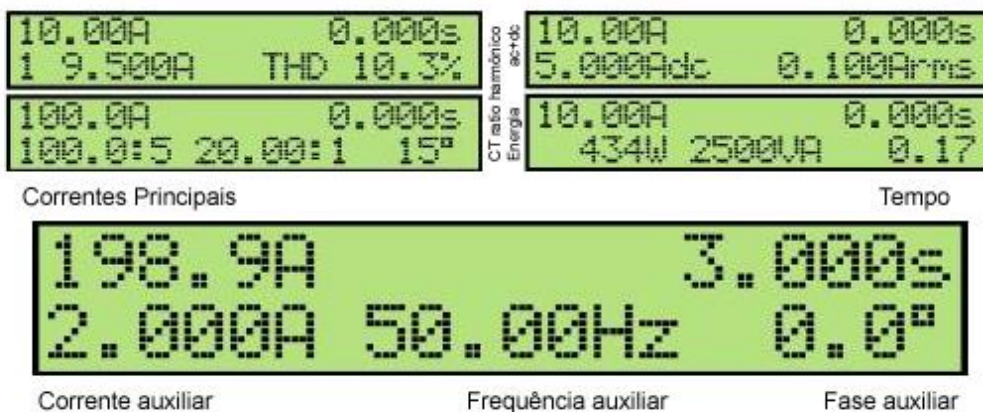 10.00A 0.000s
1 9.500A THD 10.3%
harmônico
ac+dc
10.00A 0.000s
5.000Adc 0.100Arms
100.0A 0.000s
100.0:5 20.00:1 15º
CT ratio
Energia
10.00A 0.000s
434W 2500VA 0.17
Correntes Principais Tempo
198.9A 3.000s
2.000A 50.00Hz 0.0º
Corrente auxiliar Frequência auxiliar Fase auxiliar